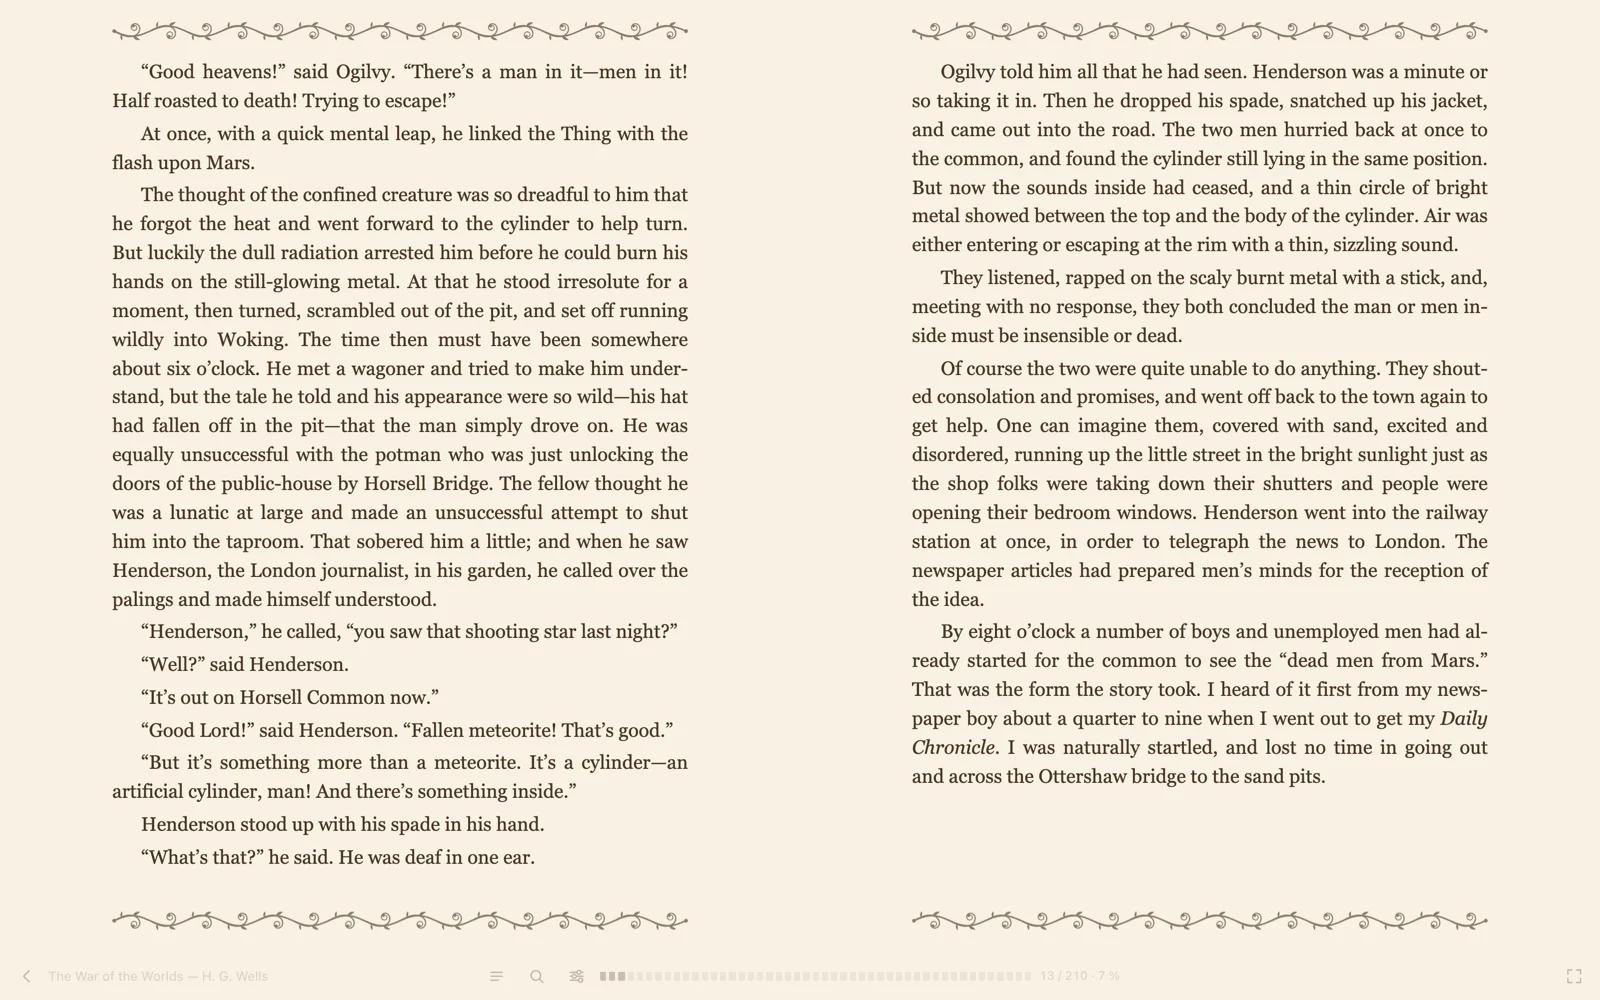 “Good heavens!” said Ogilvy. “There’s a man in it—men in it!
Half roasted to death! Trying to escape!”
At once, with a quick mental leap, he linked the Thing with the
flash upon Mars.
The thought of the confined creature was so dreadful to him that
he forgot the heat and went forward to the cylinder to help turn.
But luckily the dull radiation arrested him before he could burn his
hands on the still-glowing metal. At that he stood irresolute for a
moment, then turned, scrambled out of the pit, and set off running
wildly into Woking. The time then must have been somewhere
about six o’clock. He met a wagoner and tried to make him under-
stand, but the tale he told and his appearance were so wild—his hat
had fallen off in the pit—that the man simply drove on. He was
equally unsuccessful with the potman who was just unlocking the
doors of the public-house by Horsell Bridge. The fellow thought he
was a lunatic at large and made an unsuccessful attempt to shut
him into the taproom. That sobered him a little; and when he saw
Henderson, the London journalist, in his garden, he called over the
palings and made himself understood.
“Henderson,” he called, “you saw that shooting star last night?”
“Well?” said Henderson.
“It’s out on Horsell Common now.”
“Good Lord!” said Henderson. “Fallen meteorite! That’s good.”
“But it’s something more than a meteorite. It’s a cylinder—an
artificial cylinder, man! And there’s something inside.”
Henderson stood up with his spade in his hand.
“What’s that?” he said. He was deaf in one ear.
Ogilvy told him all that he had seen. Henderson was a minute or
so taking it in. Then he dropped his spade, snatched up his jacket,
and came out into the road. The two men hurried back at once to
the common, and found the cylinder still lying in the same position.
But now the sounds inside had ceased, and a thin circle of bright
metal showed between the top and the body of the cylinder. Air was
either entering or escaping at the rim with a thin, sizzling sound.
They listened, rapped on the scaly burnt metal with a stick, and,
meeting with no response, they both concluded the man or men in-
side must be insensible or dead.
Of course the two were quite unable to do anything. They shout-
ed consolation and promises, and went off back to the town again to
get help. One can imagine them, covered with sand, excited and
disordered, running up the little street in the bright sunlight just as
the shop folks were taking down their shutters and people were
opening their bedroom windows. Henderson went into the railway
station at once, in order to telegraph the news to London. The
newspaper articles had prepared men’s minds for the reception of
the idea.
By eight o’clock a number of boys and unemployed men had al-
ready started for the common to see the “dead men from Mars.”
That was the form the story took. I heard of it first from my news-
paper boy about a quarter to nine when I went out to get my Daily
Chronicle. I was naturally startled, and lost no time in going out
and across the Ottershaw bridge to the sand pits.
The War of the Worlds — H. G. Wells
13 / 210 · 7 %